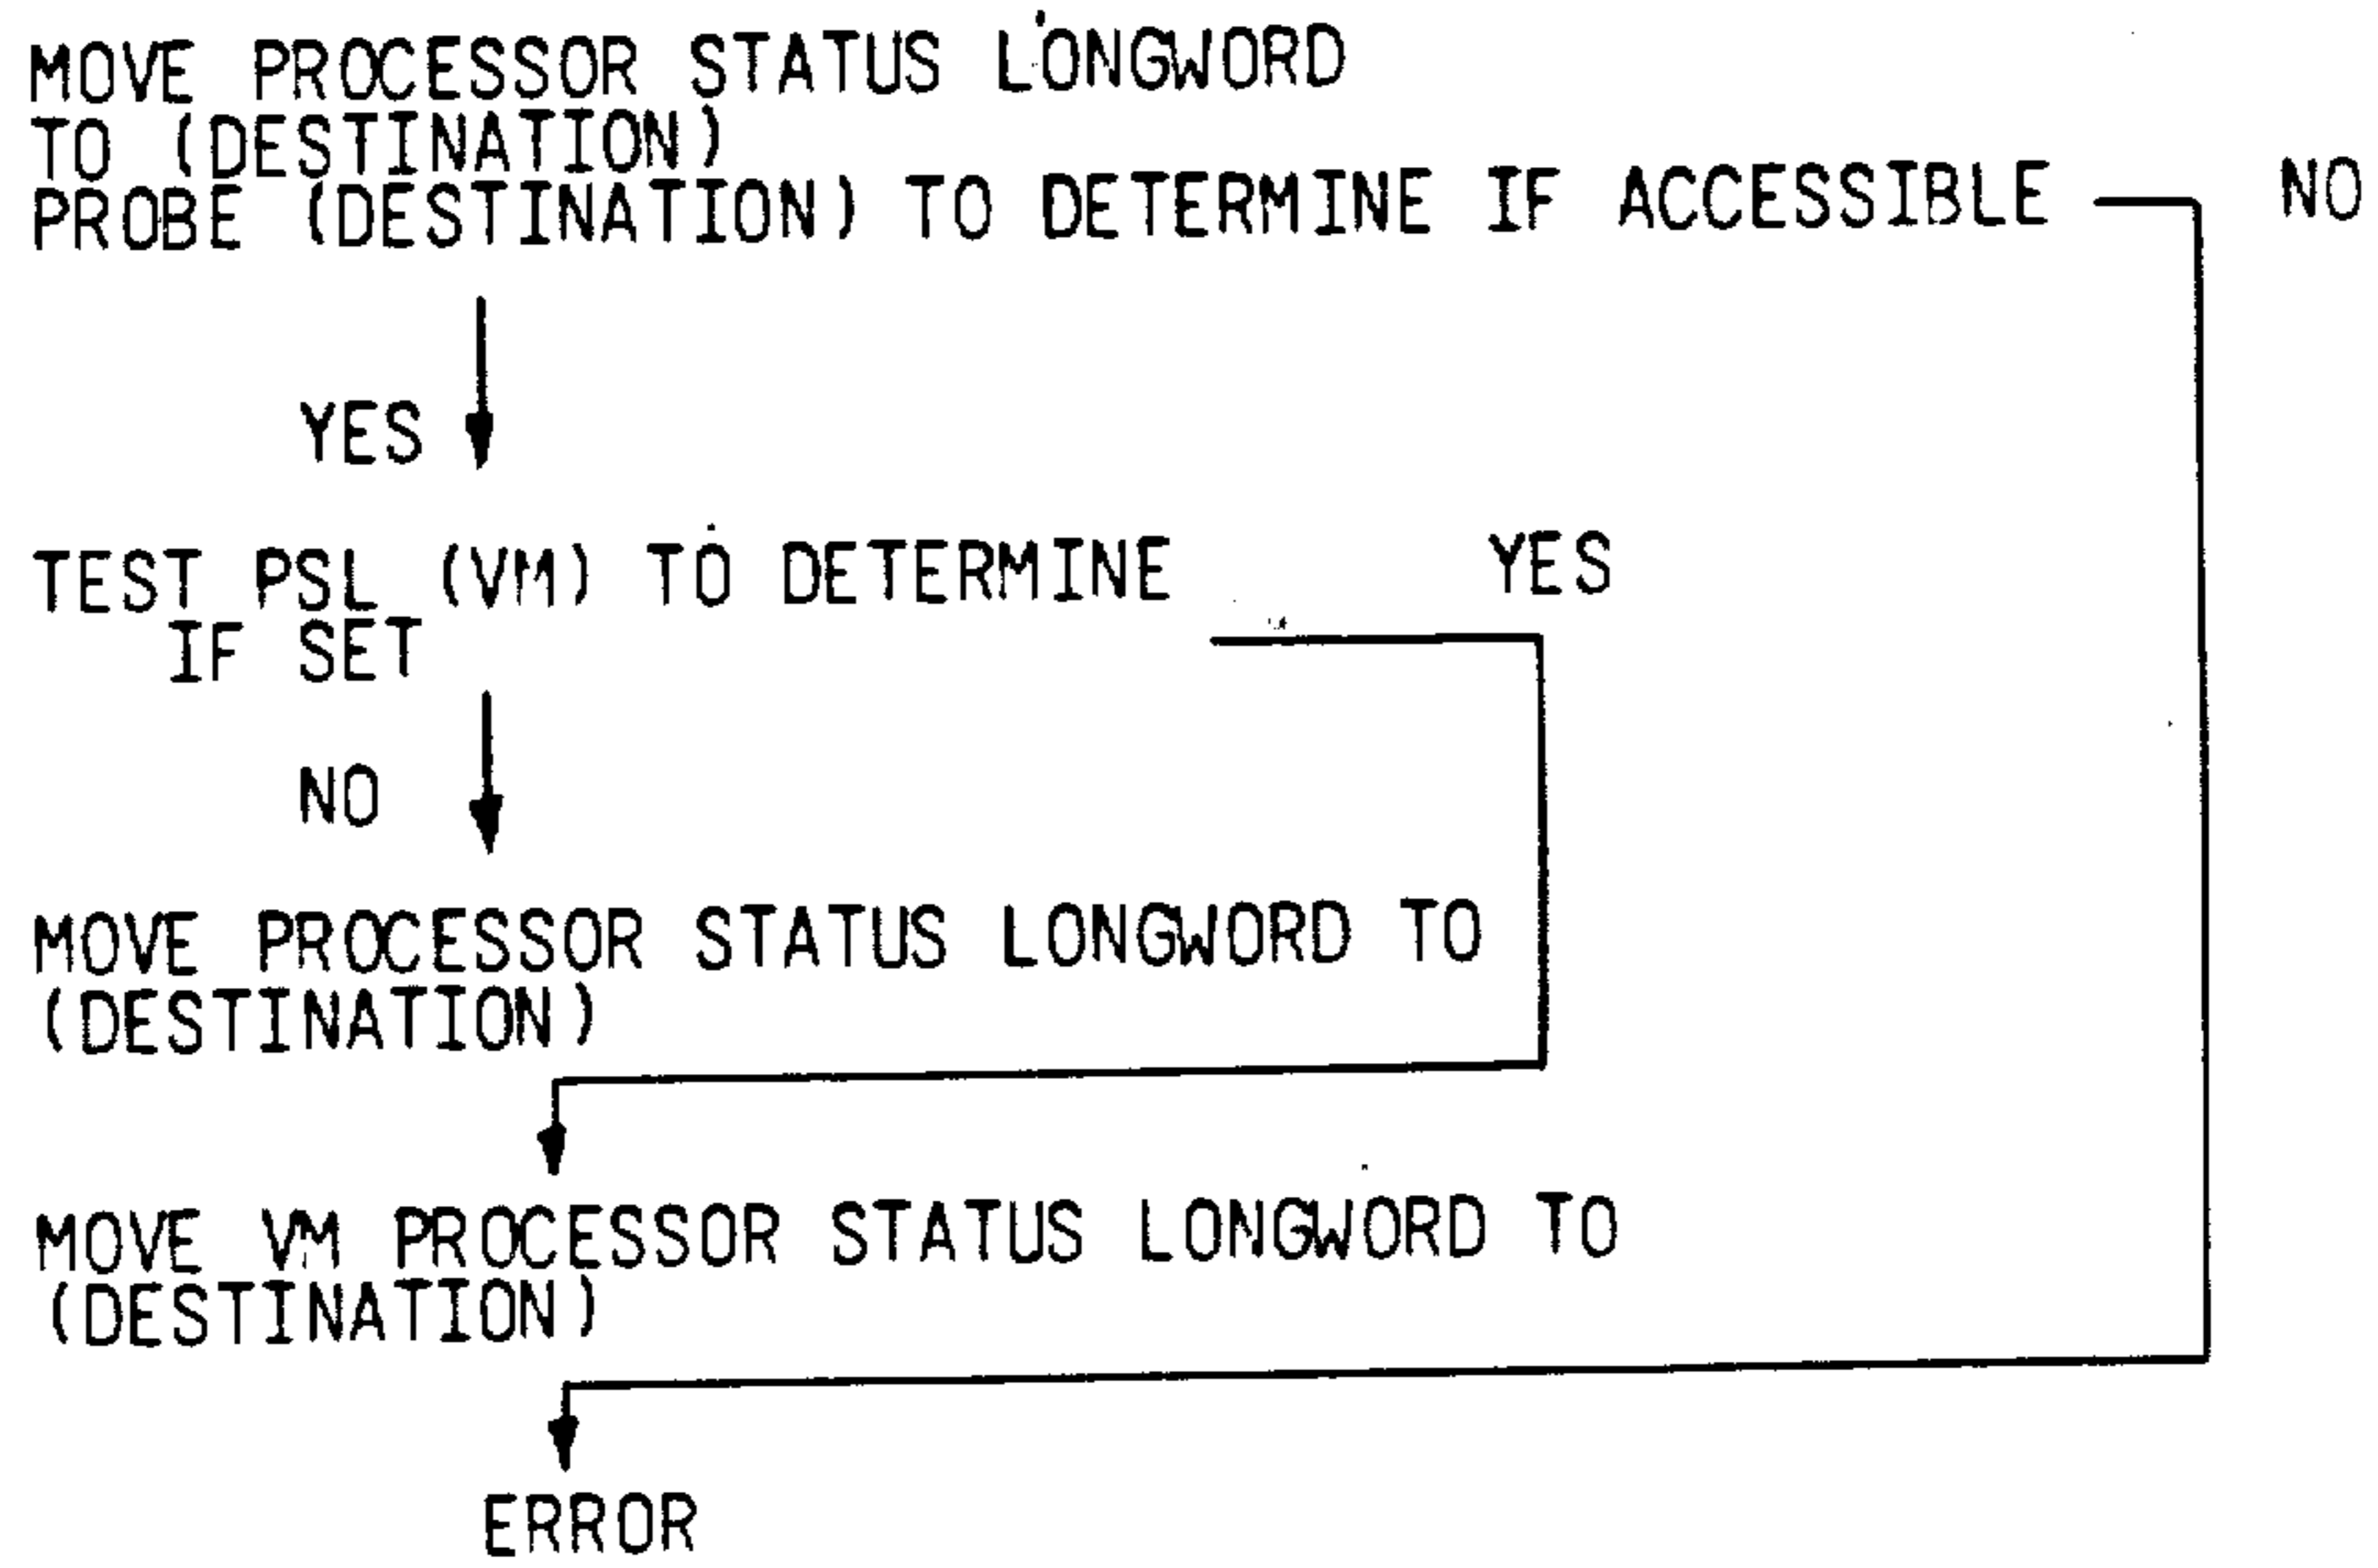 MOVE PROCESSOR STATUS LONGWORD
TO (DESTINATION)
PROBE (DESTINATION) TO DETERMINE IF ACCESSIBLE NO
YES
TEST PSL (VM) TO DETERMINE YES
IF SET
NO
MOVE PROCESSOR STATUS LONGWORD TO
(DESTINATION)
MOVE VM PROCESSOR STATUS LONGWORD TO
(DESTINATION)
ERROR